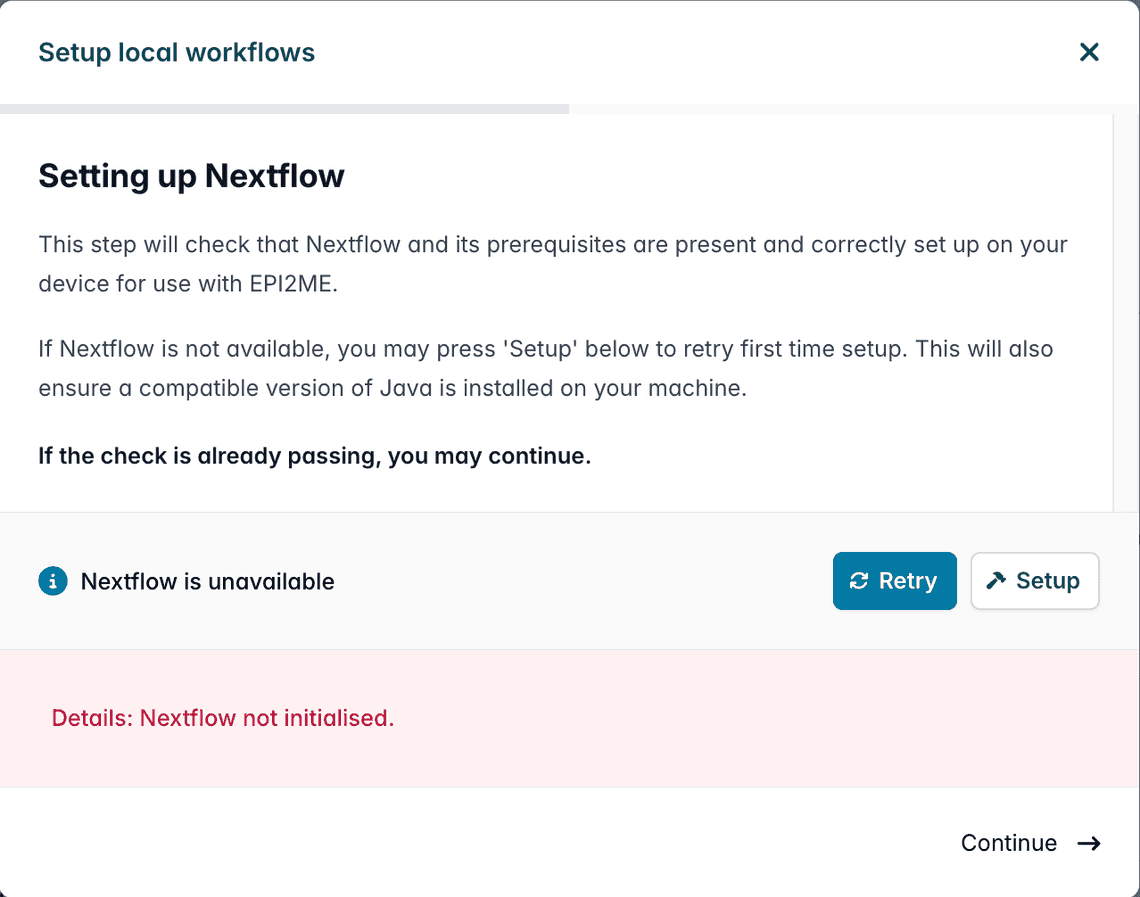 Setup local workflows
Setting up Nextflow
This step will check that Nextflow and its prerequisites are present and correctly set up on your
device for use with EPI2ME.
If Nextflow is not available, you may press 'Setup' below to retry first time setup. This will also
ensure a compatible version of Java is installed on your machine.
If the check is already passing, you may continue.
Nextflow is unavailable
Retry
Setup
Details: Nextflow not initialised.
Continue